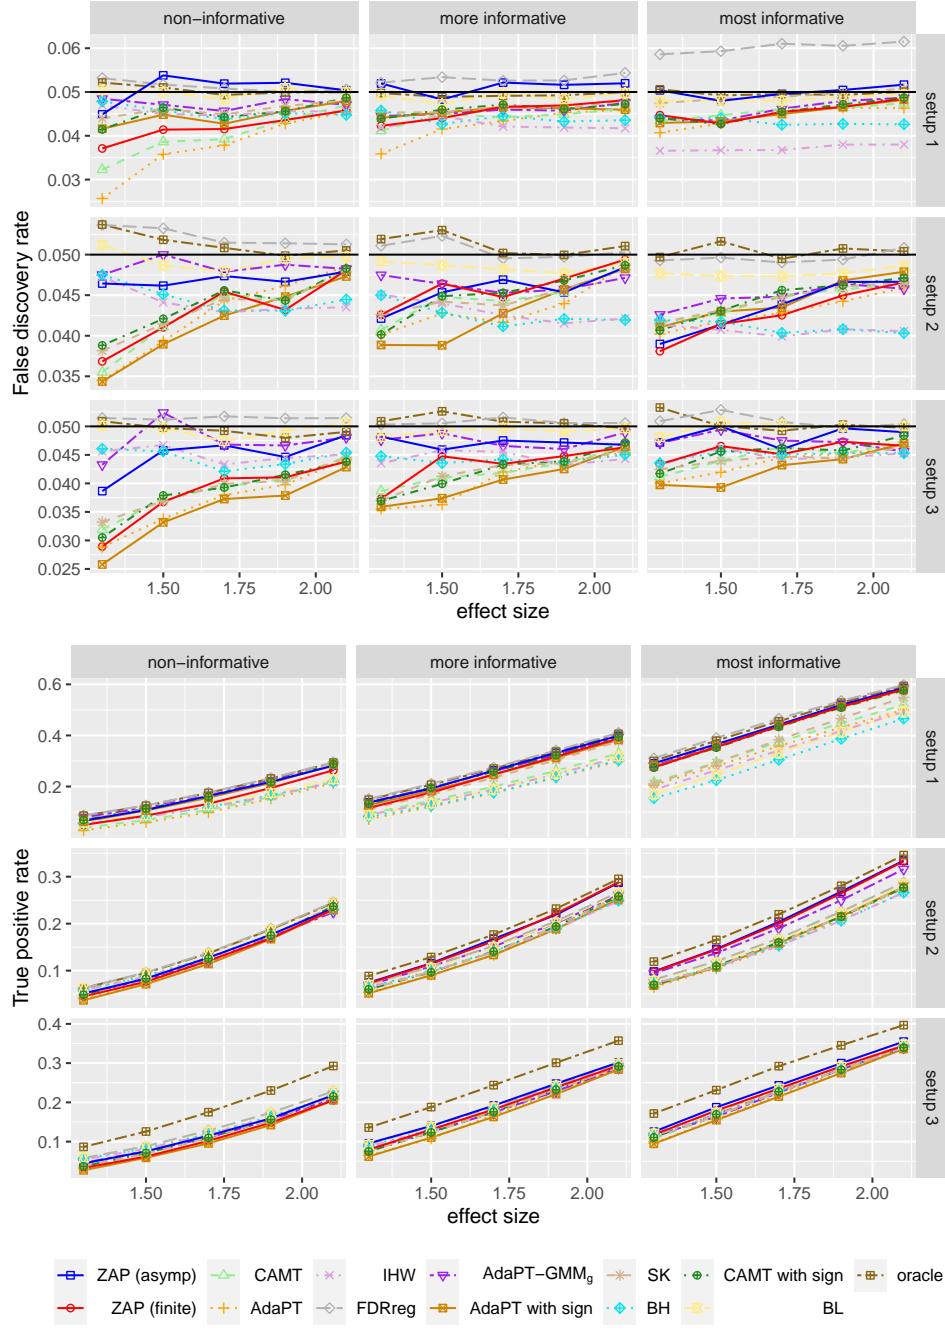 non−informative more informative most informative
0.06
0.05
0.04
0.03
setup 1
0.050
0.045
0.040
0.035
setup 2
0.050
0.045
0.040
0.035
0.030
0.025
setup 3
False discovery rate
1.50 1.75 2.00 1.50 1.75 2.00 1.50 1.75 2.00
effect size
non−informative more informative most informative
0.6
0.4
0.2
setup 1
0.3
0.2
0.1
setup 2
0.4
0.3
0.2
0.1
setup 3
True positive rate
1.50 1.75 2.00 1.50 1.75 2.00 1.50 1.75 2.00
effect size
ZAP (asymp) CAMT IHW AdaPT−GMMg SK CAMT with sign oracle
ZAP (finite) AdaPT FDRreg AdaPT with sign BH BL